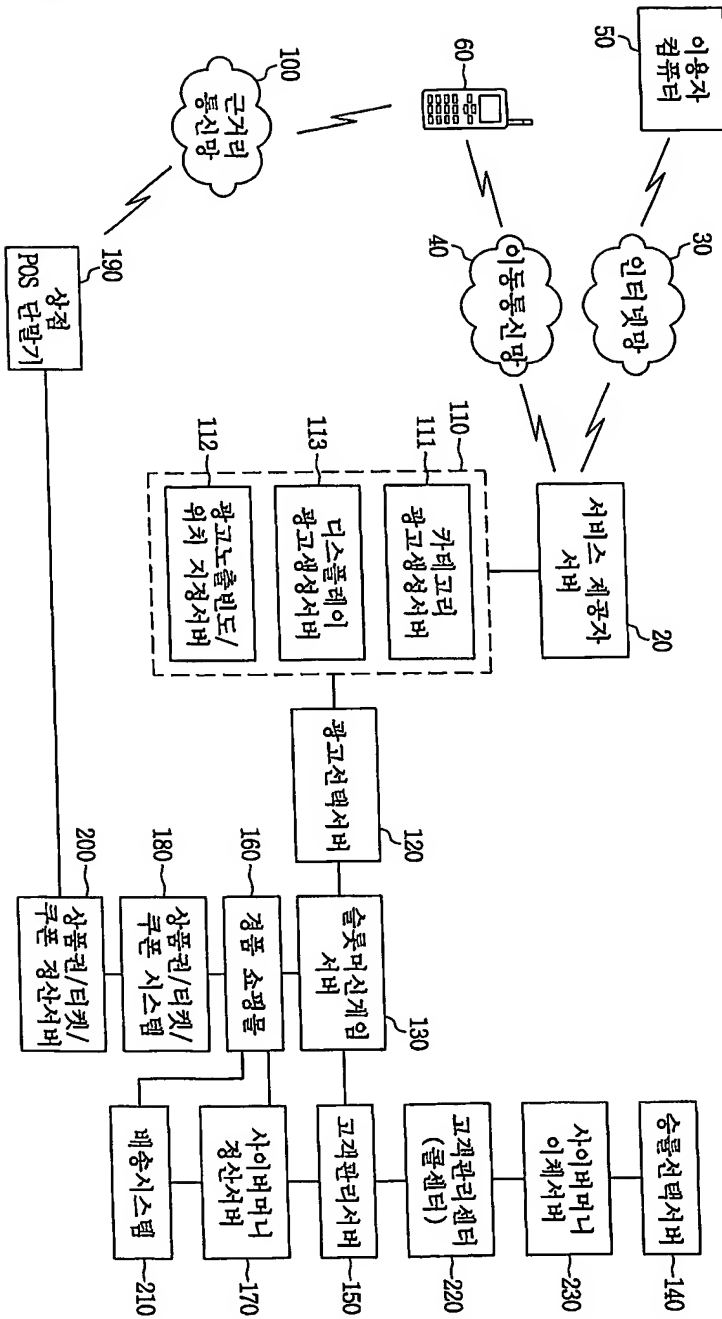 이용자
컴퓨터
50
인터넷망
30
서비스 제공자
서버
20
60
이동통신망
40
근거리
통신망
100
상점
POS 단말기
190
110
카테고리
광고생성서버
111
디스플레이
광고생성서버
113
광고노출빈도/
위치 지정서버
112
광고선택서버
120
슬롯머신게임
서버
130
경품 쇼핑몰
160
상품권/티켓/
쿠폰 시스템
180
상품권/티켓/
쿠폰 정산서버
200
승률선택서버
140
사이버머니
이체서버
230
고객관리센터
(콜센터)
220
고객관리서버
150
사이버머니
정산서버
170
배송시스템
210